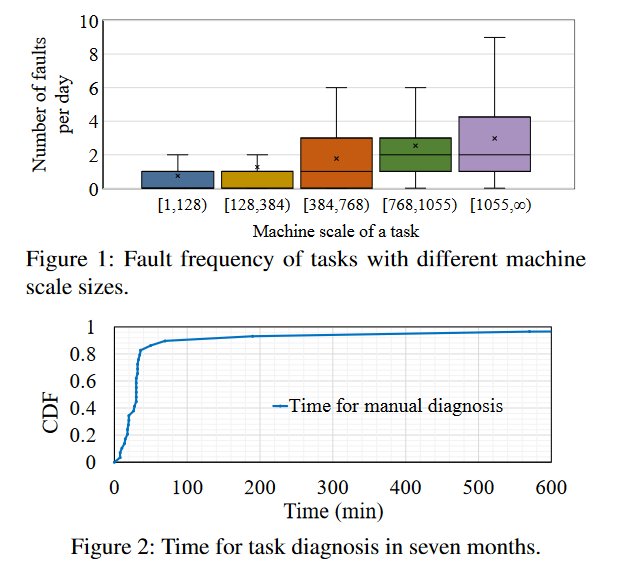 10
8
6
4
2
0
Number of faults
per day
[1,128) [128,384) [384,768) [768,1055) [1055,∞)
Machine scale of a task
Figure 1: Fault frequency of tasks with different machine
scale sizes.
1
0.8
0.6
0.4
0.2
0
CDF
Time for manual diagnosis
0 100 200 300 400 500 600
Time (min)
Figure 2: Time for task diagnosis in seven months.